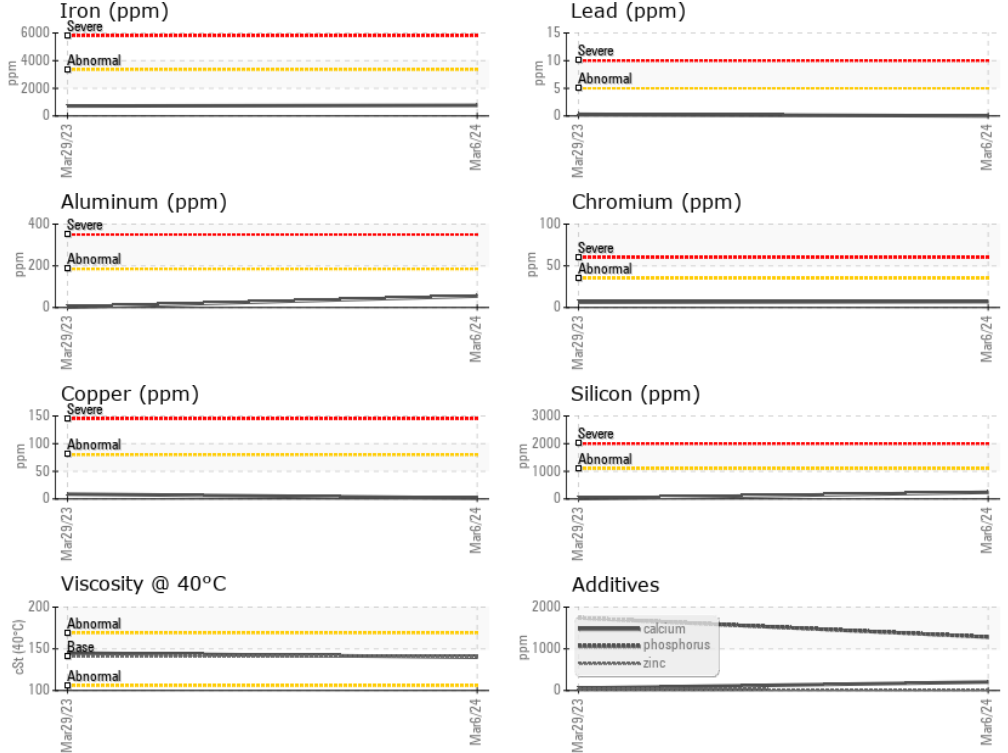 Iron (ppm)
6000
4000
2000
0
ppm
Severe
Abnormal
Mar29/23
Mar6/24
Lead (ppm)
15
10
5
0
ppm
Severe
Abnormal
Mar29/23
Mar6/24
Aluminum (ppm)
400
200
0
ppm
Severe
Abnormal
Mar29/23
Mar6/24
Chromium (ppm)
100
50
0
ppm
Severe
Abnormal
Mar29/23
Mar6/24
Copper (ppm)
150
100
50
0
ppm
Severe
Abnormal
Mar29/23
Mar6/24
Silicon (ppm)
3000
2000
1000
0
ppm
Severe
Abnormal
Mar29/23
Mar6/24
Viscosity @ 40°C
200
150
100
cSt (40°C)
Abnormal
Base
Abnormal
Mar29/23
Mar6/24
Additives
2000
1000
0
ppm
calcium
phosphorus
zinc
Mar29/23
Mar6/24